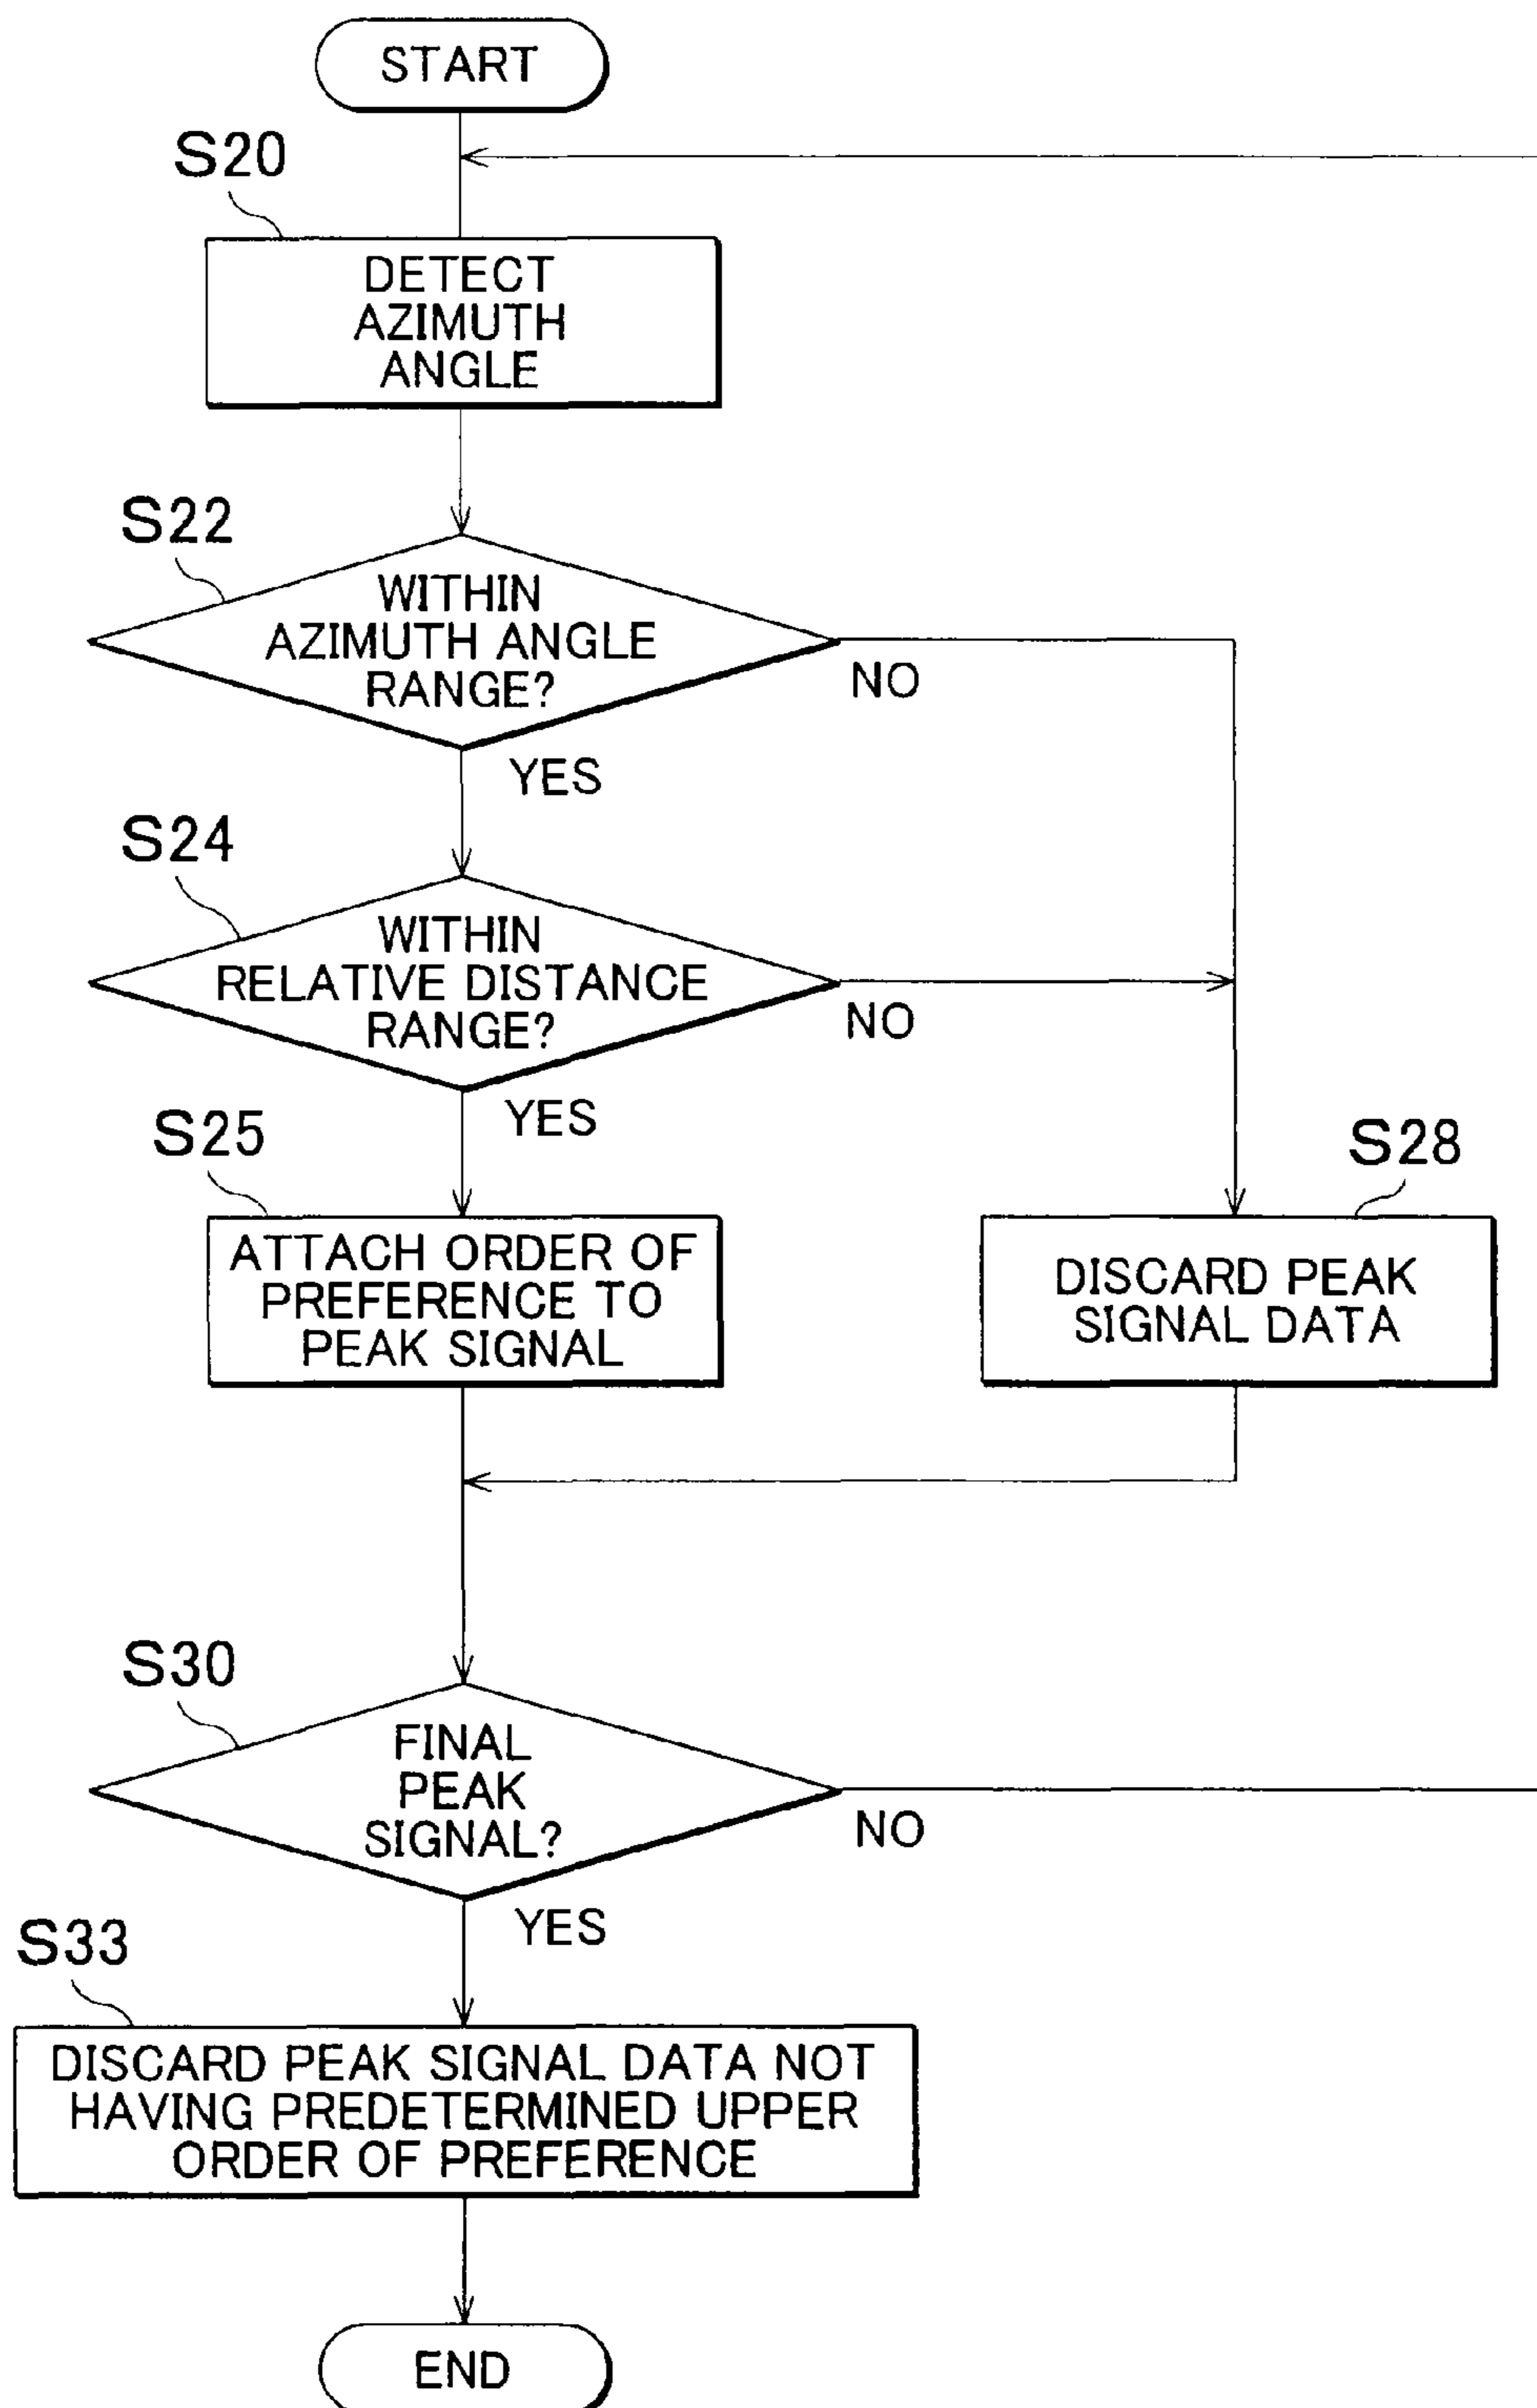 START
S20
DETECT
AZIMUTH
ANGLE
S22
WITHIN
AZIMUTH ANGLE
RANGE?
NO
YES
S24
WITHIN
RELATIVE DISTANCE
RANGE?
NO
YES
S25
ATTACH ORDER OF
PREFERENCE TO
PEAK SIGNAL
S28
DISCARD PEAK
SIGNAL DATA
S30
FINAL
PEAK
SIGNAL?
NO
YES
S33
DISCARD PEAK SIGNAL DATA NOT
HAVING PREDETERMINED UPPER
ORDER OF PREFERENCE
END